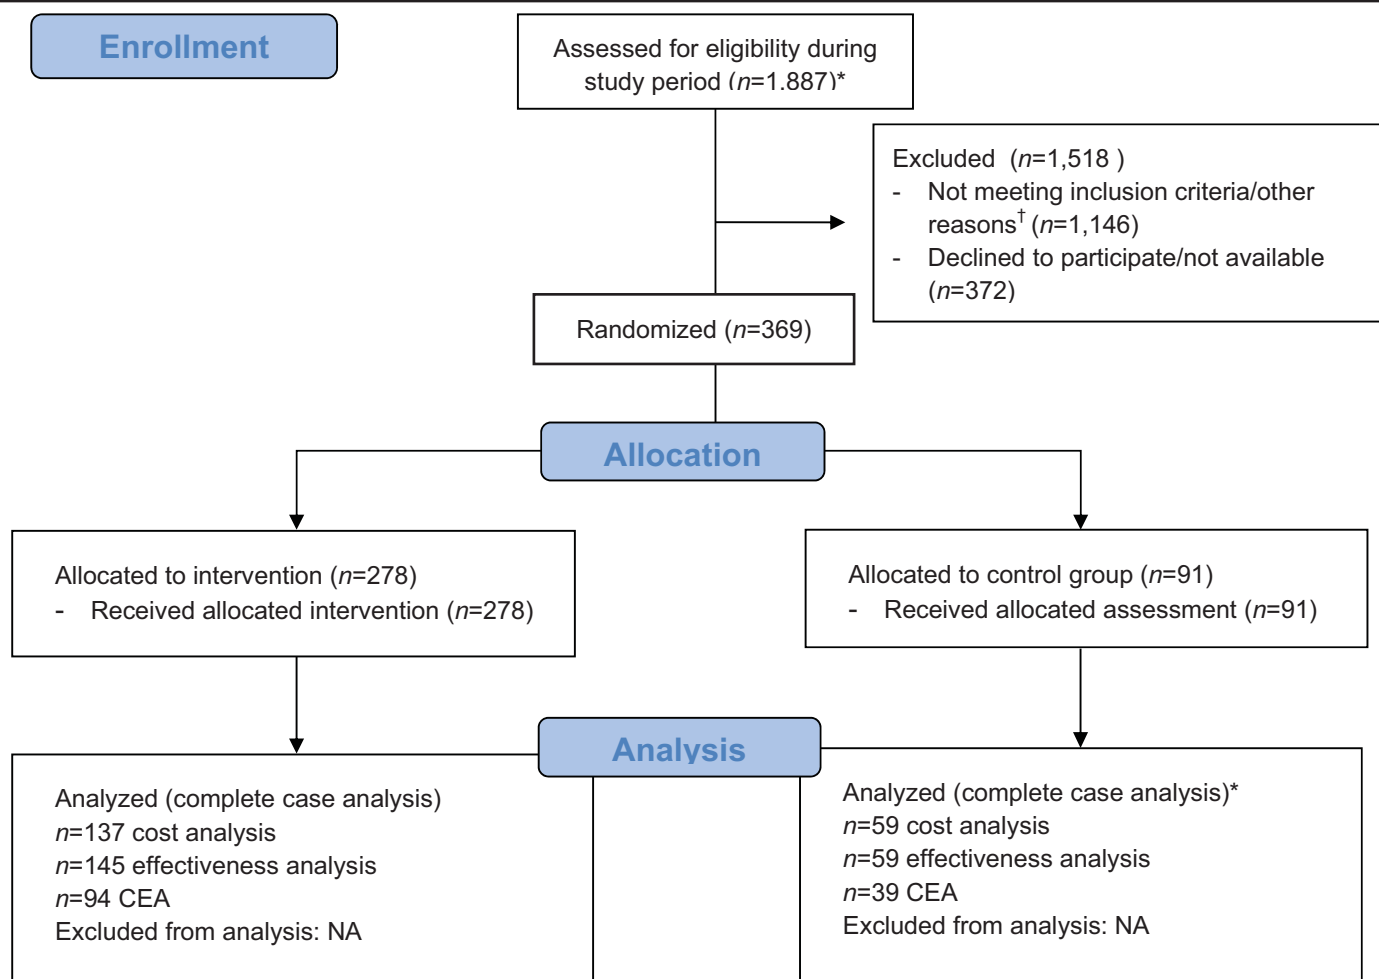 Enrollment
Assessed for eligibility during
study period (n=1.887)*
Excluded (n=1,518 )
- Not meeting inclusion criteria/other
reasons† (n=1,146)
- Declined to participate/not available
(n=372)
Randomized (n=369)
Allocation
Allocated to intervention (n=278)
- Received allocated intervention (n=278)
Allocated to control group (n=91)
- Received allocated assessment (n=91)
Analysis
Analyzed (complete case analysis)
n=137 cost analysis
n=145 effectiveness analysis
n=94 CEA
Excluded from analysis: NA
Analyzed (complete case analysis)*
n=59 cost analysis
n=59 effectiveness analysis
n=39 CEA
Excluded from analysis: NA